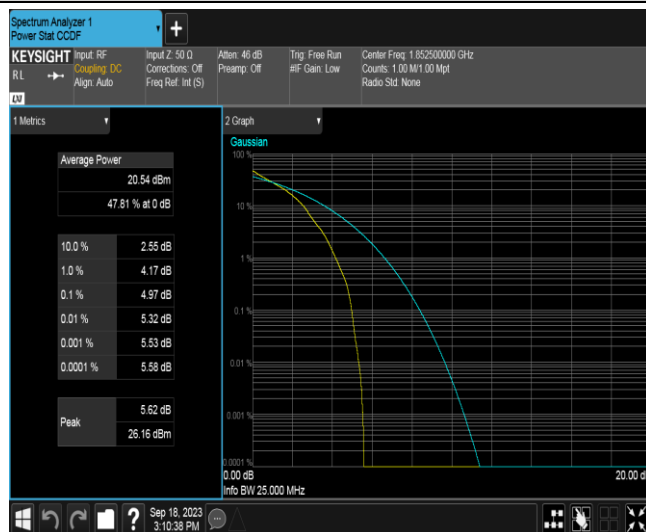 Spectrum Analyzer 1
Power Stat CCDF
+
KEYSIGHT
RL
LXI
Input: RF
Coupling: DC
Align: Auto
Input Z: 50 Ω
Corrections: Off
Freq Ref: Int (S)
Atten: 46 dB
Preamp: Off
Trig: Free Run
#IF Gain: Low
Center Freq: 1.852500000 GHz
Counts: 1.00 M/1.00 Mpt
Radio Std: None
1 Metrics
Average Power
20.54 dBm
47.81 % at 0 dB
10.0 % 2.55 dB
1.0 % 4.17 dB
0.1 % 4.97 dB
0.01 % 5.32 dB
0.001 % 5.53 dB
0.0001 % 5.58 dB
Peak
5.62 dB
26.16 dBm
2 Graph
Gaussian
100 %
10 %
1 %
0.1 %
0.01 %
0.001 %
0.0001 %
0.00 dB
20.00 d
Info BW 25.000 MHz
?
Sep 18, 2023
3:10:38 PM